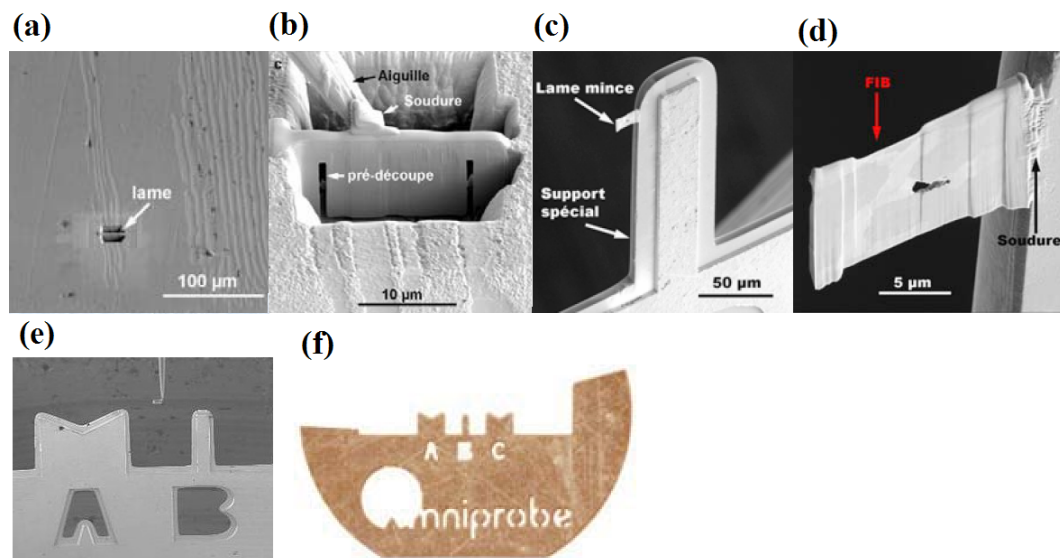 (a)
lame
100 µm
(b)
c
Aiguille
Soudure
pré-découpe
10 µm
(c)
Lame mince
Support
spécial
50 µm
(d)
FIB
Soudure
5 µm
(e)
A B
(f)
A B C
omniprobe